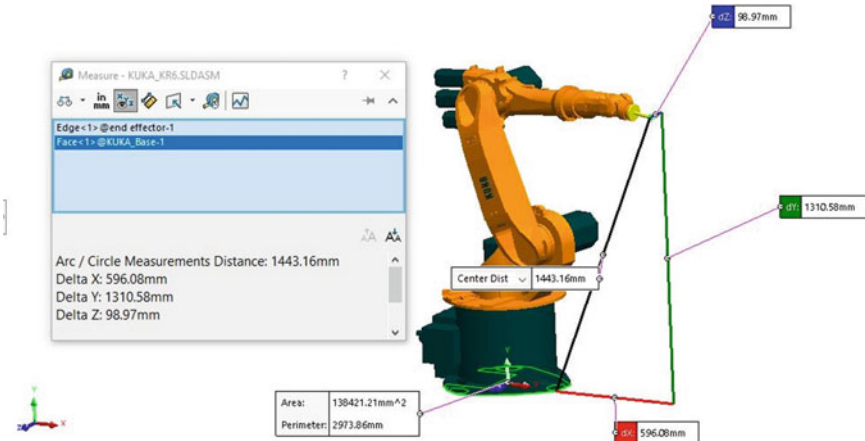 Measure - KUKA_KR6.SLDASM
?
in
mm
Edge<1> @end effector-1
Face<1> @KUKA_Base-1
Arc / Circle Measurements Distance: 1443.16mm
Delta X: 596.08mm
Delta Y: 1310.58mm
Delta Z: 98.97mm
dZ: 98.97mm
KUKA
dY: 1310.58mm
Center Dist 1443.16mm
Area: 138421.21mm^2
Perimeter: 2973.86mm
dX: 596.08mm
Y
X
Z